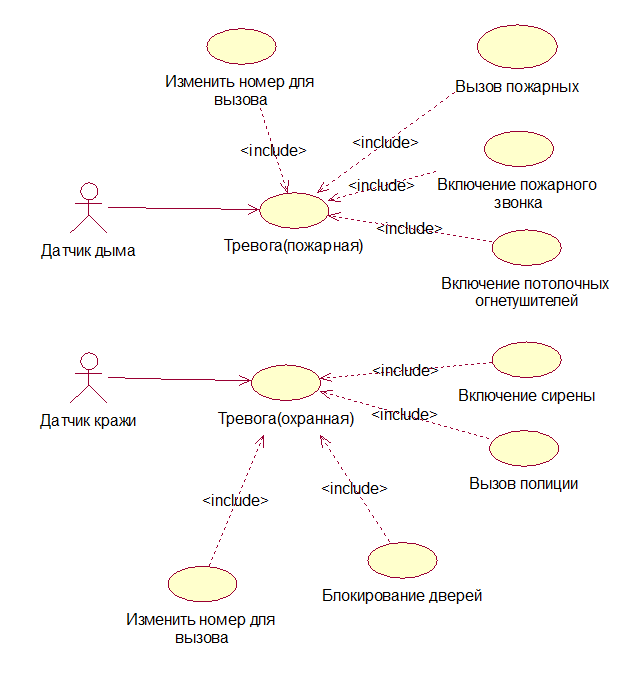 Изменить номер для
вызова
Вызов пожарных
<include>
<include>
Включение пожарного
звонка
<include>
<include>
Датчик дыма
Тревога(пожарная)
Включение потолочных
огнетушителей
<include>
Включение сирены
Датчик кражи
Тревога(охранная)
<include>
Вызов полиции
<include>
<include>
Изменить номер для
вызова
Блокирование дверей